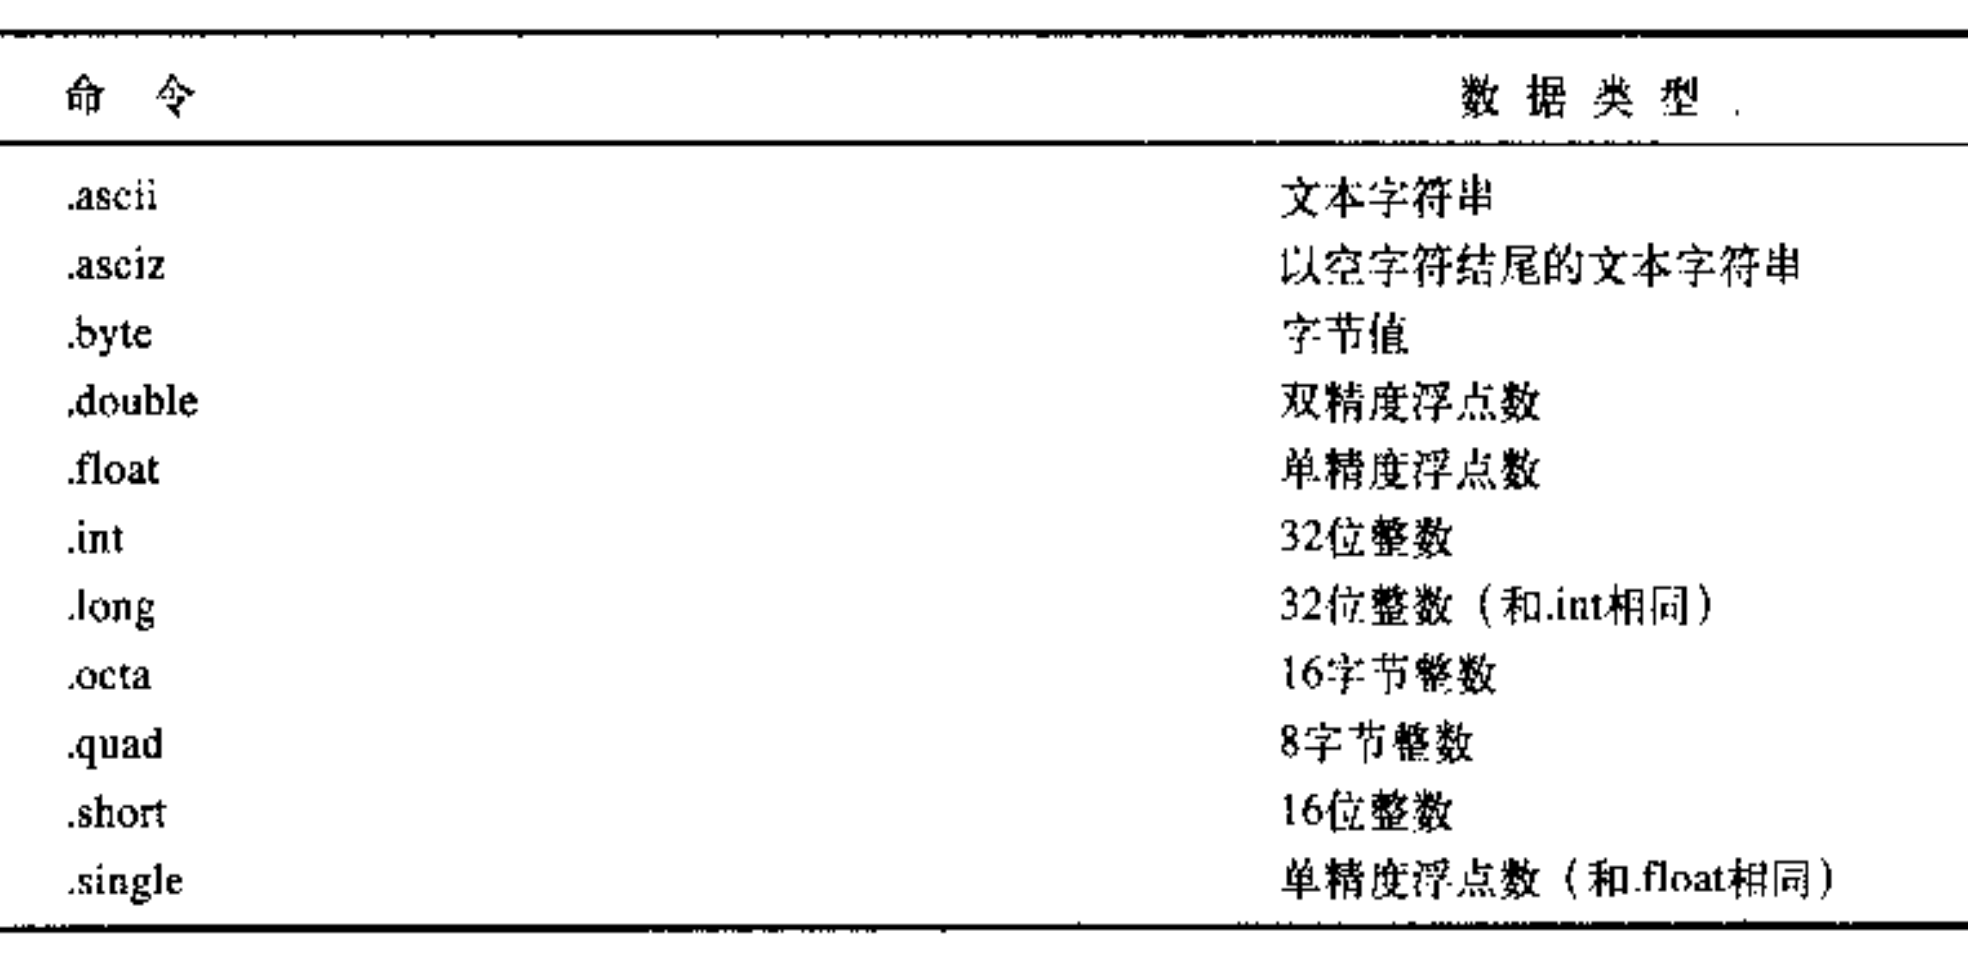 命 令 数 据 类 型
.ascii 文本字符串
.asciz 以空字符结尾的文本字符串
.byte 字节值
.double 双精度浮点数
.float 单精度浮点数
.int 32位整数
.long 32位整数（和.int相同）
.octa 16字节整数
.quad 8字节整数
.short 16位整数
.single 单精度浮点数（和.float相同）